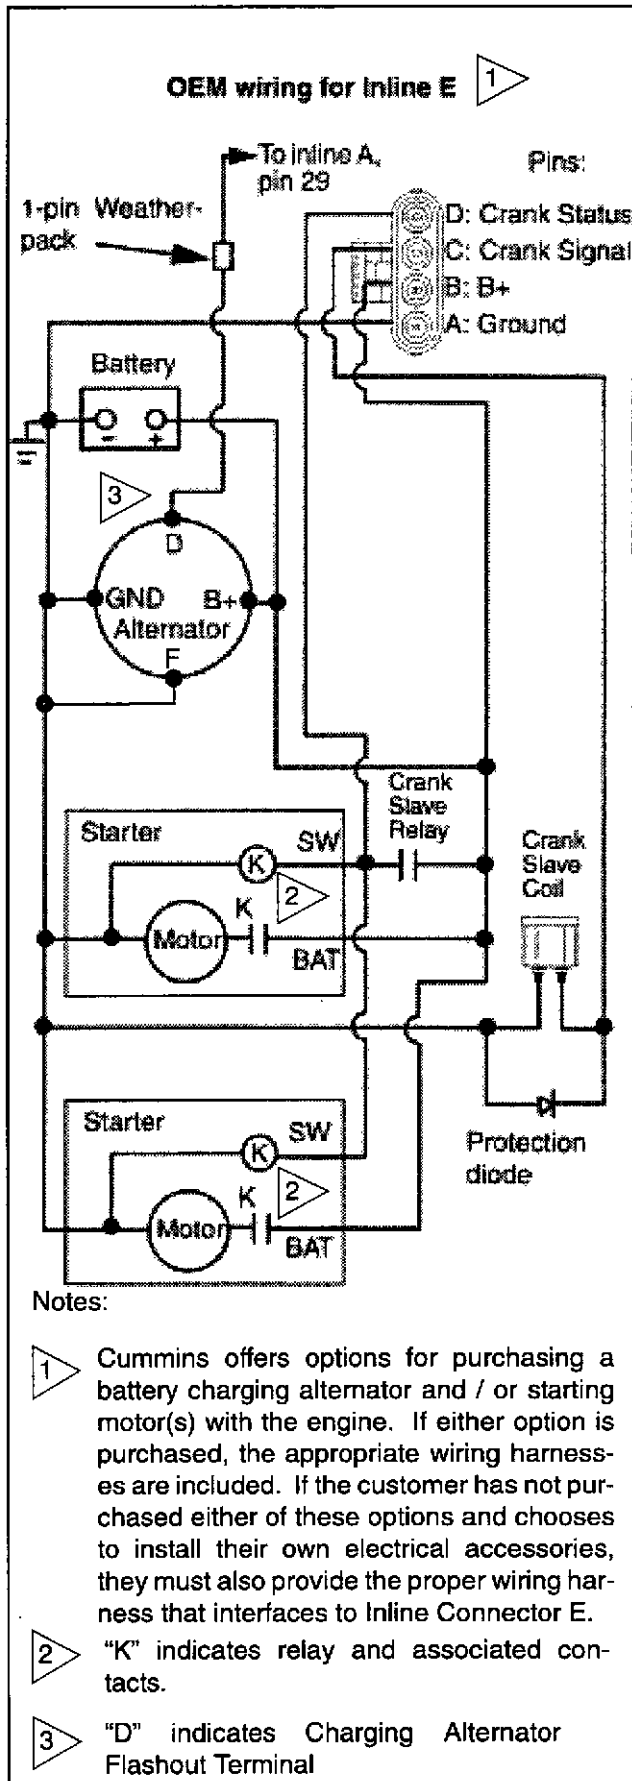 OEM wiring for Inline E
1
To inline A,
pin 29
Pins:
1-pin Weather-
pack
D: Crank Status
C: Crank Signal
B: B+
A: Ground
Battery
- +
3
D
GND B+
Alternator
F
Crank
Slave
Relay
Starter
SW
K
K
2
Motor
BAT
Crank
Slave
Coil
Starter
SW
K
K
2
Motor
BAT
Protection
diode
Notes:
1 Cummins offers options for purchasing a
battery charging alternator and / or starting
motor(s) with the engine. If either option is
purchased, the appropriate wiring harness-
es are included. If the customer has not pur-
chased either of these options and chooses
to install their own electrical accessories,
they must also provide the proper wiring har-
ness that interfaces to Inline Connector E.
2 "K" indicates relay and associated con-
tacts.
3 "D" indicates Charging Alternator
Flashout Terminal